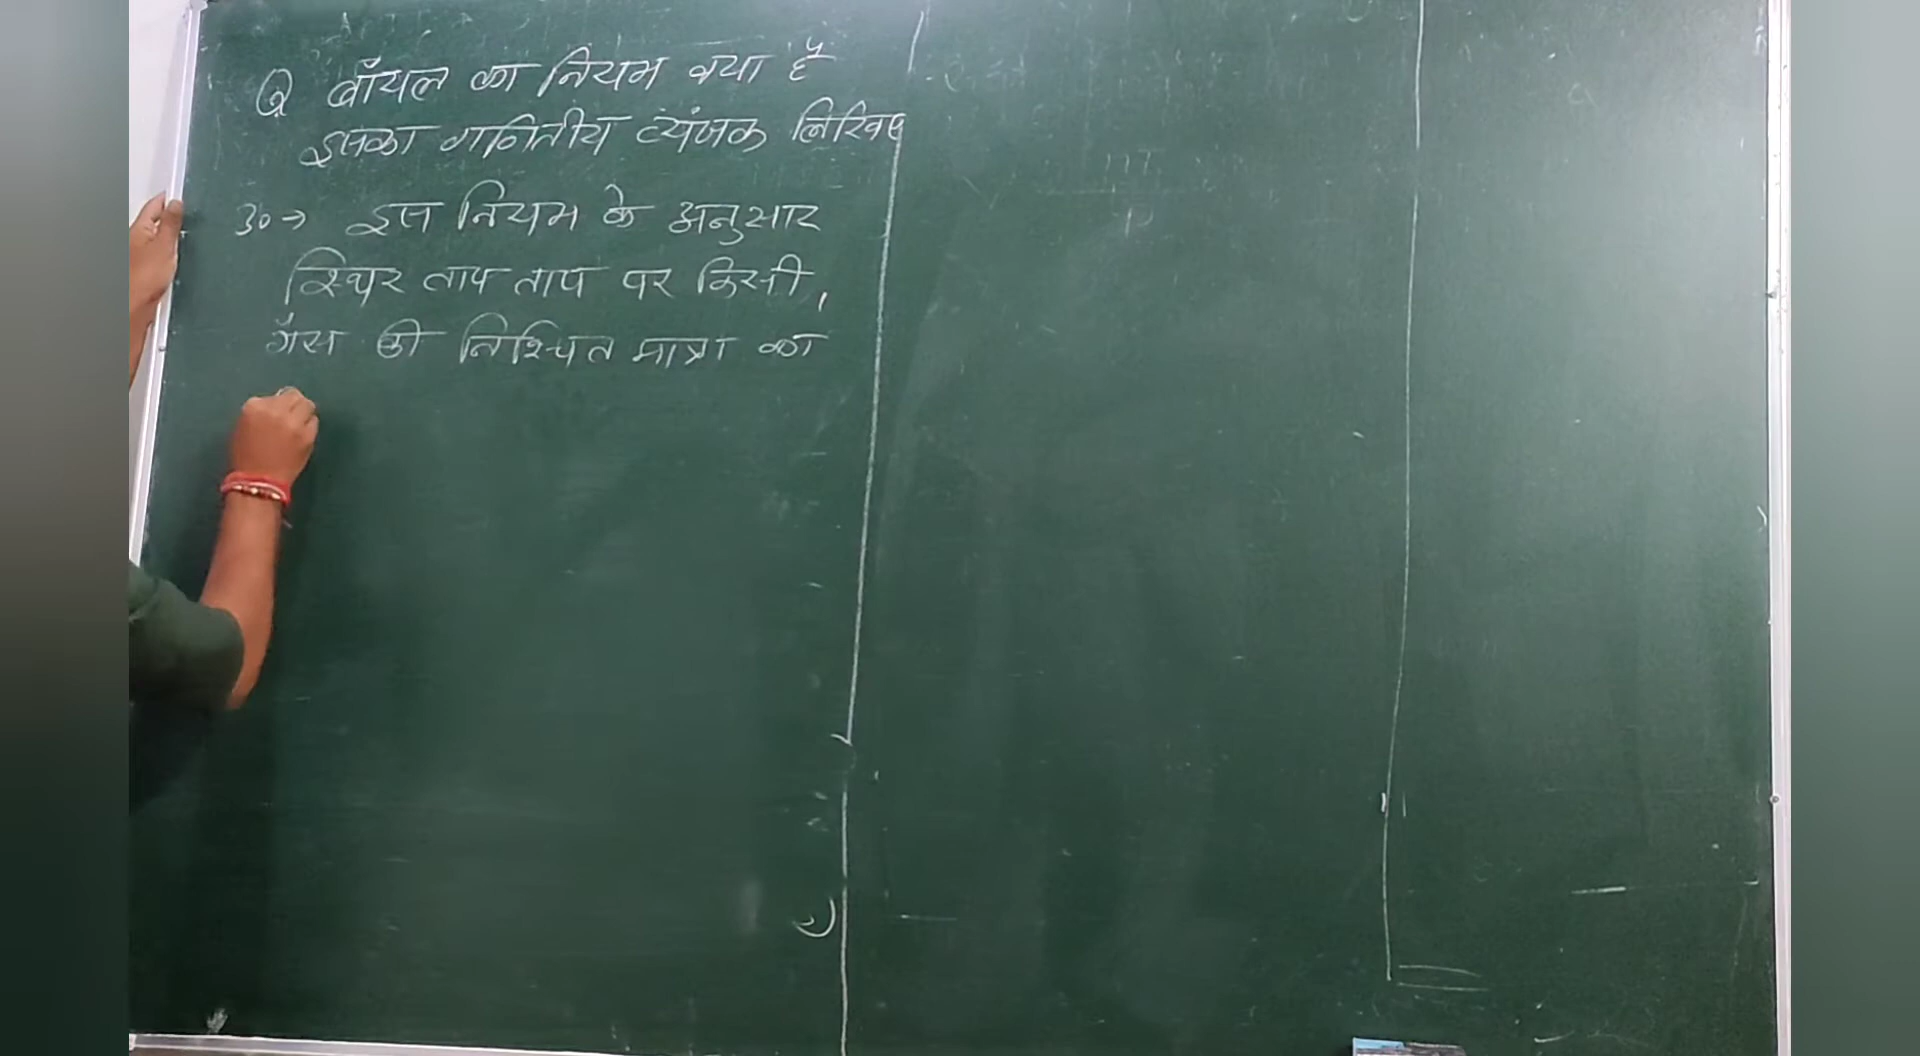 Q बॉयल का नियम क्या है
इसका गणितीय व्यंजक लिखिए
उ० → इस नियम के अनुसार
स्थिर ताप ताप पर किसी,
गैस की निश्चित मात्रा का